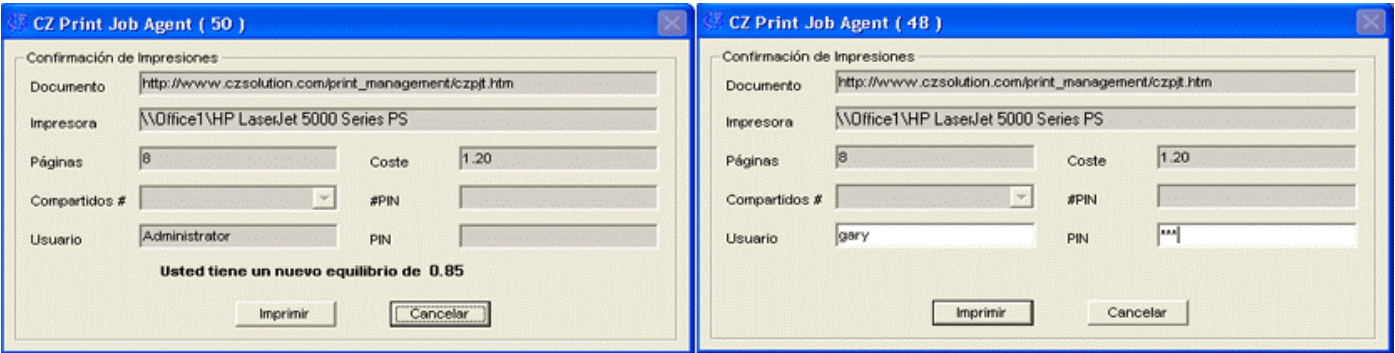 CZ Print Job Agent ( 50 )
Confirmación de Impresiones
Documento http://www.czsolution.com/print_management/czpjt.htm
Impresora \\Office1\HP LaserJet 5000 Series PS
Páginas 8 Coste 1.20
Compartidos # #PIN
Usuario Administrator PIN
Usted tiene un nuevo equilibrio de 0.85
Imprimir Cancelar
CZ Print Job Agent ( 48 )
Confirmación de Impresiones
Documento http://www.czsolution.com/print_management/czpjt.htm
Impresora \\Office1\HP LaserJet 5000 Series PS
Páginas 8 Coste 1.20
Compartidos # #PIN
Usuario gary PIN ***
Imprimir Cancelar